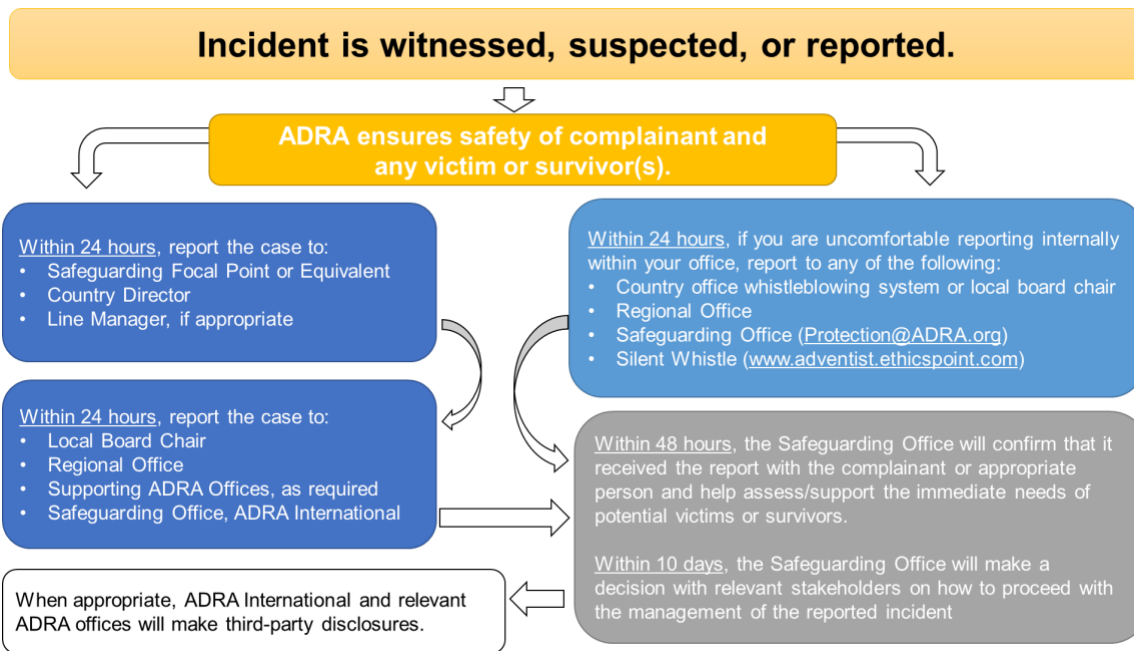 Incident is witnessed, suspected, or reported.
ADRA ensures safety of complainant and
any victim or survivor(s).
Within 24 hours, report the case to:
• Safeguarding Focal Point or Equivalent
• Country Director
• Line Manager, if appropriate
Within 24 hours, if you are uncomfortable reporting internally
within your office, report to any of the following:
• Country office whistleblowing system or local board chair
• Regional Office
• Safeguarding Office (Protection@ADRA.org)
• Silent Whistle (www.adventist.ethicspoint.com)
Within 24 hours, report the case to:
• Local Board Chair
• Regional Office
• Supporting ADRA Offices, as required
• Safeguarding Office, ADRA International
Within 48 hours, the Safeguarding Office will confirm that it
received the report with the complainant or appropriate
person and help assess/support the immediate needs of
potential victims or survivors.
Within 10 days, the Safeguarding Office will make a
decision with relevant stakeholders on how to proceed with
the management of the reported incident
When appropriate, ADRA International and relevant
ADRA offices will make third-party disclosures.